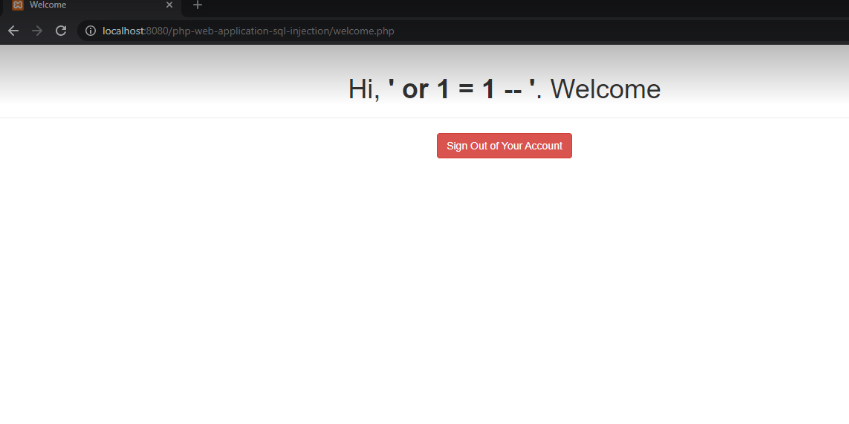 Welcome
localhost:8080/php-web-application-sql-injection/welcome.php
Hi, ' or 1 = 1 -- '. Welcome
Sign Out of Your Account